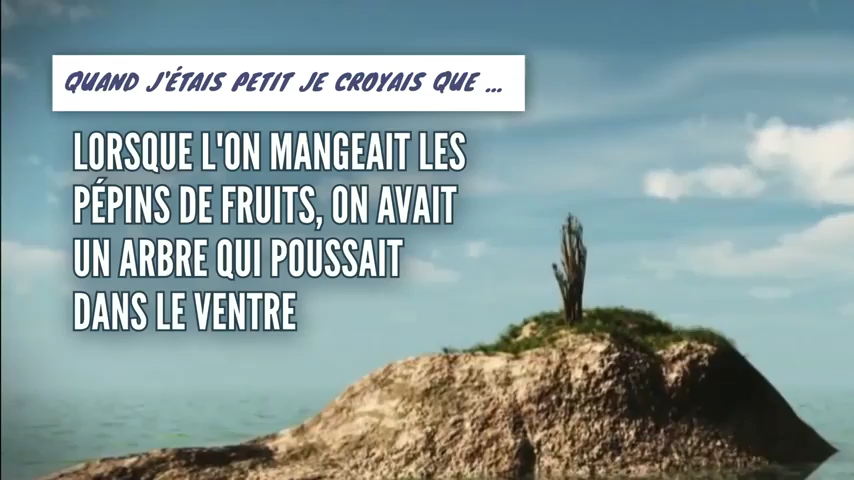 QUAND J'ÉTAIS PETIT JE CROYAIS QUE ...
LORSQUE L'ON MANGEAIT LES
PÉPINS DE FRUITS, ON AVAIT
UN ARBRE QUI POUSSAIT
DANS LE VENTRE